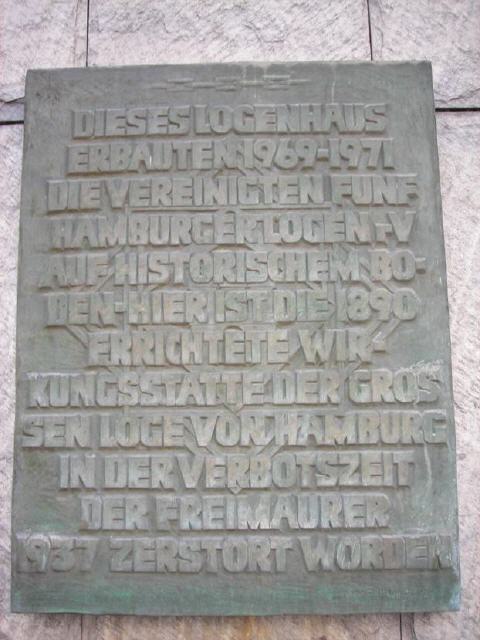 DIESES LOGENHAUS
ERBAUTEN 1969-1971
DIE VEREINIGTEN FÜNF
HAMBURGER LOGEN E.V
AUF HISTORISCHEM BO-
DEN-HIER IST DIE 1890
ERRICHTETE WIR-
KUNGSSTÄTTE DER GROS
SEN LOGE VON HAMBURG
IN DER VERBOTSZEIT
DER FREIMAURER
1937 ZERSTÖRT WORDEN